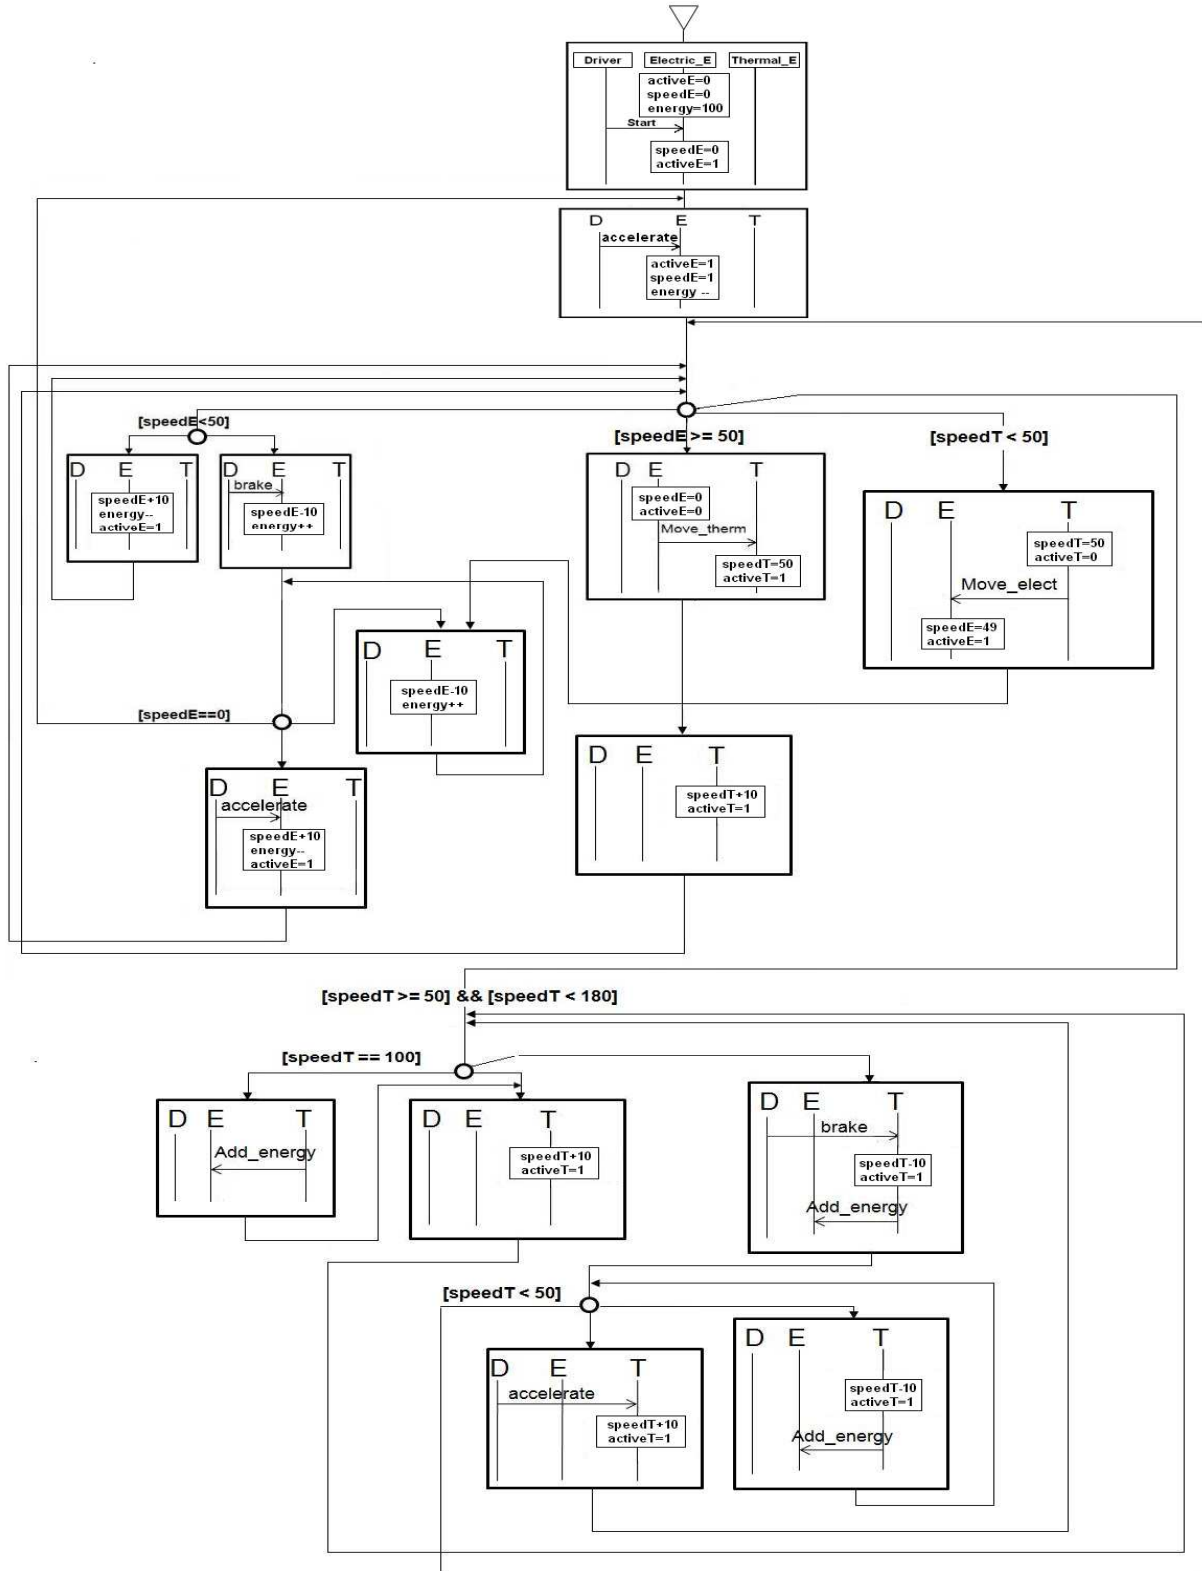 Driver Electric_E Thermal_E
activeE=0
speedE=0
energy=100
Start
speedE=0
activeE=1
D E T
accelerate
activeE=1
speedE=1
energy --
[speedE<50]
[speedE >= 50]
[speedT < 50]
D E T
speedE+10
energy--
activeE=1
D E T
brake
speedE-10
energy++
D E T
speedE=0
activeE=0
Move_therm
speedT=50
activeT=1
D E T
speedT=50
activeT=0
Move_elect
speedE=49
activeE=1
D E T
speedE-10
energy++
[speedE==0]
D E T
accelerate
speedE+10
energy--
activeE=1
D E T
speedT+10
activeT=1
[speedT >= 50] && [speedT < 180]
[speedT == 100]
D E T
Add_energy
D E T
speedT+10
activeT=1
D E T
brake
speedT-10
activeT=1
Add_energy
[speedT < 50]
D E T
accelerate
speedT+10
activeT=1
D E T
speedT-10
activeT=1
Add_energy